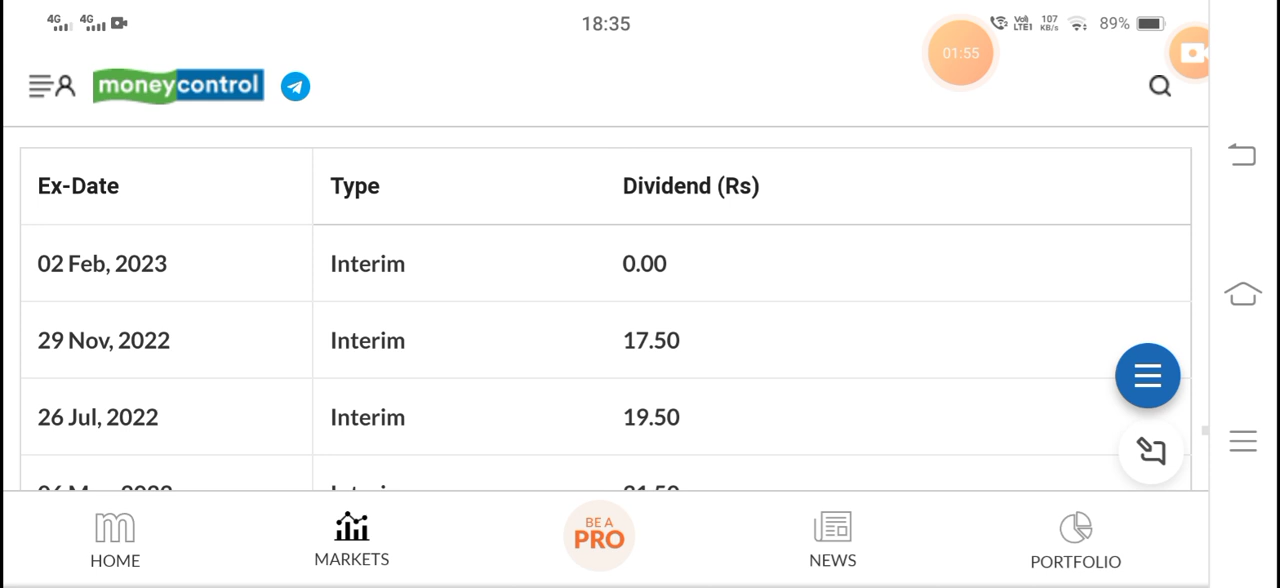 4G 4G 18:35 Vo) LTE1 107 KB/s 89%
01:55
moneycontrol
Ex-Date Type Dividend (Rs)
02 Feb, 2023 Interim 0.00
29 Nov, 2022 Interim 17.50
26 Jul, 2022 Interim 19.50
BE A
PRO
HOME MARKETS NEWS PORTFOLIO